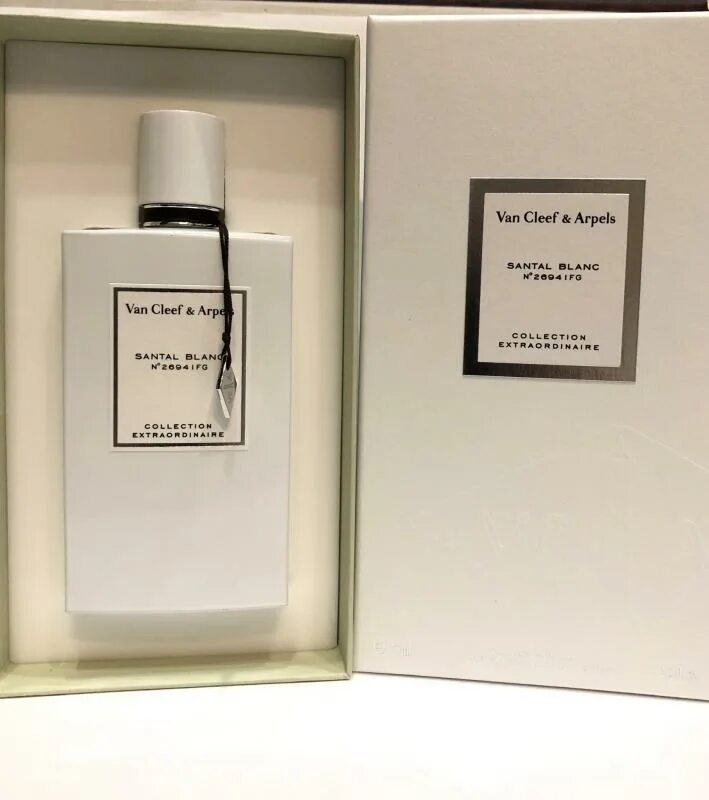 Van Cleef & Arpels
SANTAL BLANC
N°26941FG
COLLECTION
EXTRAORDINAIRE
Van Cleef & Arpels
SANTAL BLANC
N°26941FG
COLLECTION
EXTRAORDINAIRE